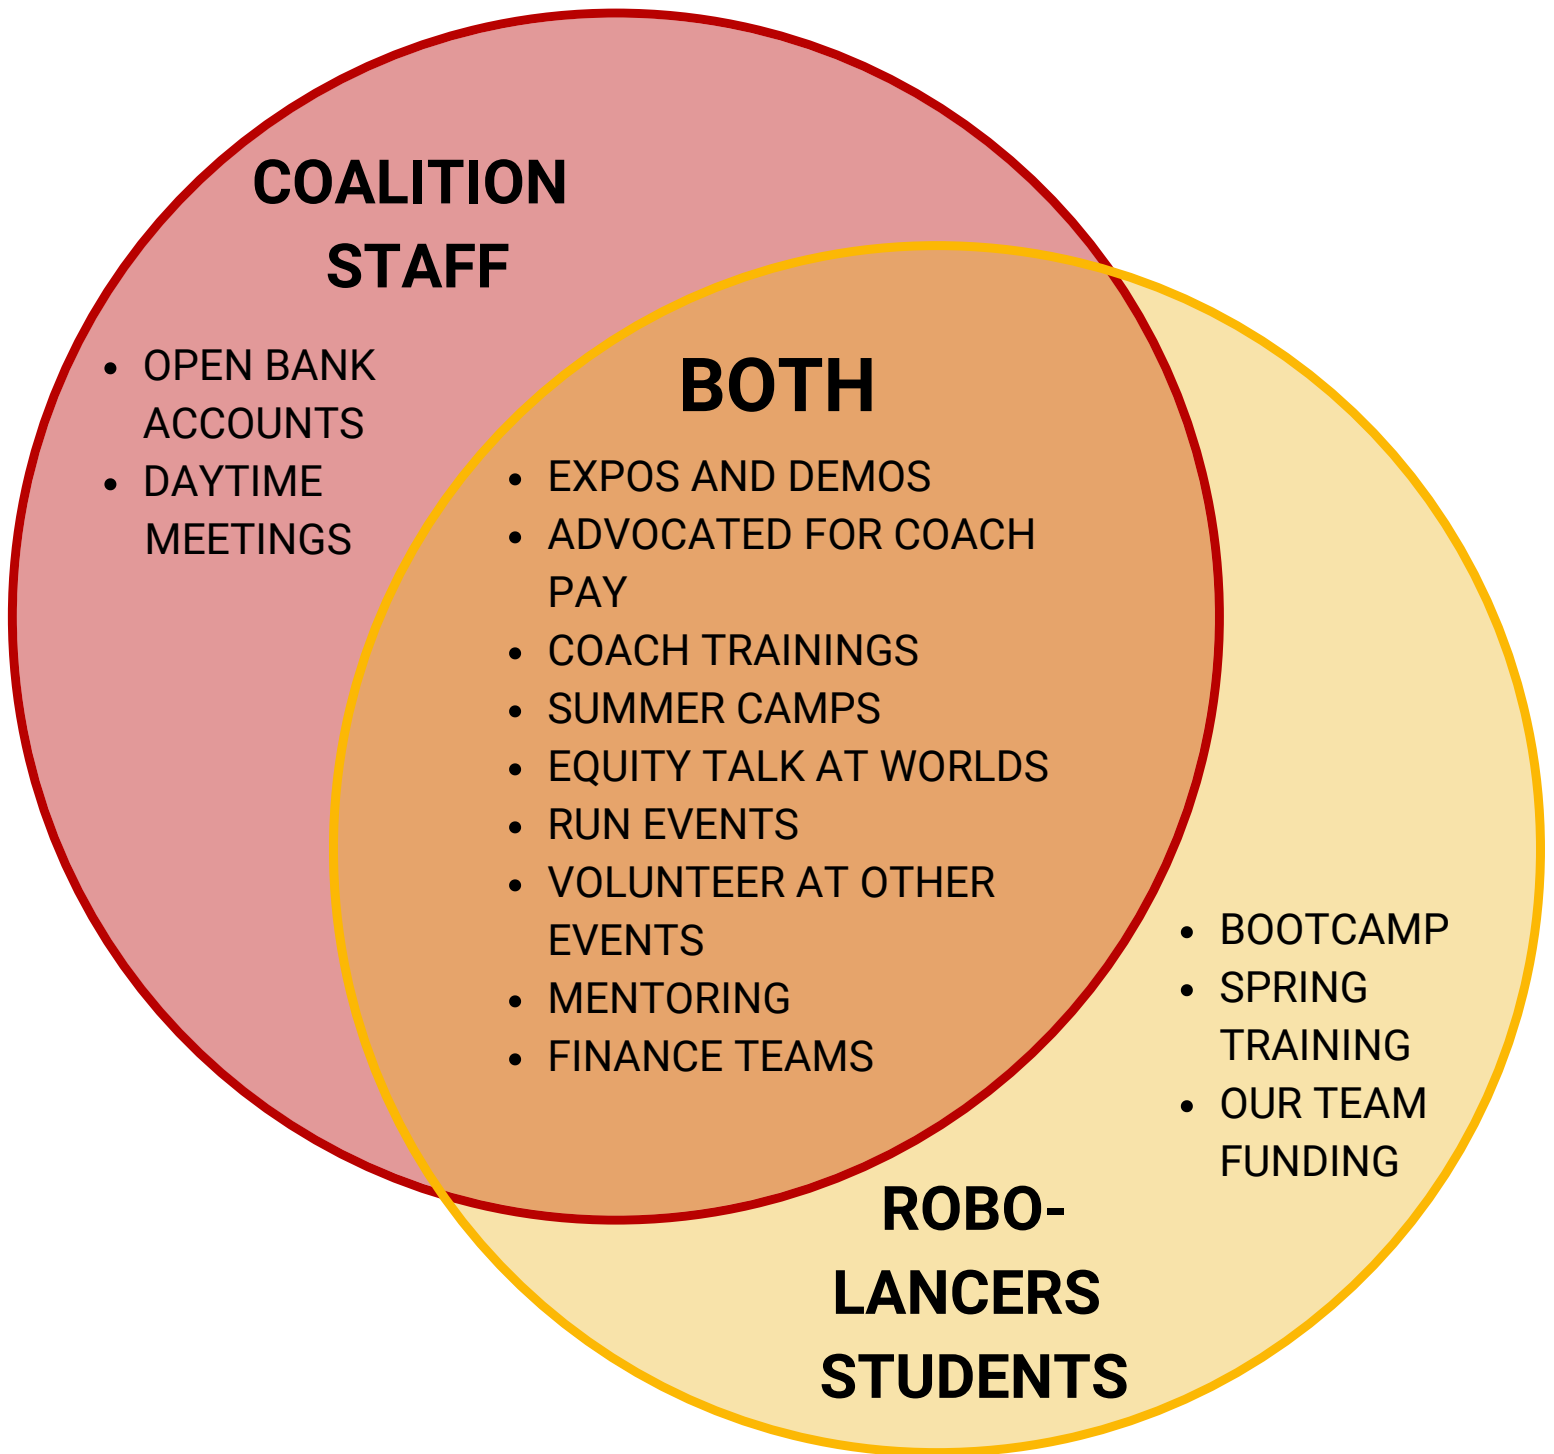 COALITION
STAFF
• OPEN BANK
ACCOUNTS
• DAYTIME
MEETINGS
BOTH
• EXPOS AND DEMOS
• ADVOCATED FOR COACH
PAY
• COACH TRAININGS
• SUMMER CAMPS
• EQUITY TALK AT WORLDS
• RUN EVENTS
• VOLUNTEER AT OTHER
EVENTS
• MENTORING
• FINANCE TEAMS
• BOOTCAMP
• SPRING
TRAINING
• OUR TEAM
FUNDING
ROBO-
LANCERS
STUDENTS